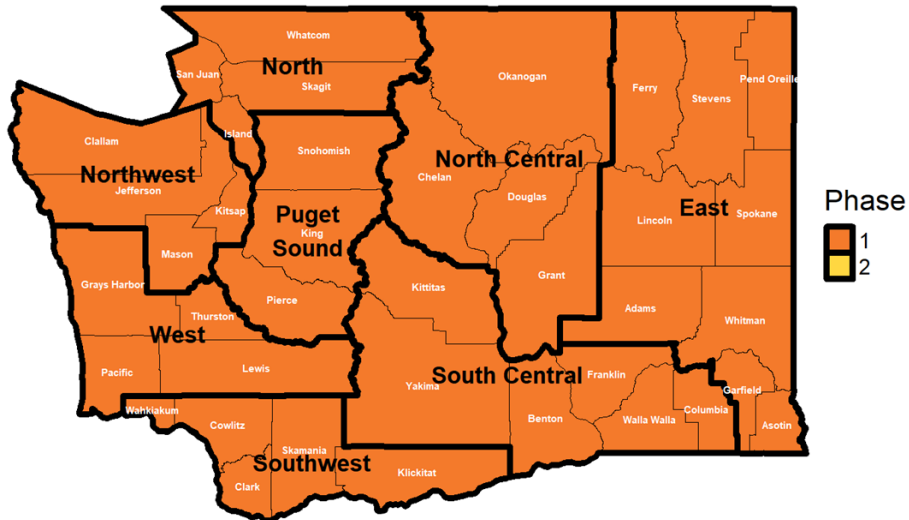 Whatcom
San Juan
North
Skagit
Okanogan
Ferry
Stevens
Pend Oreille
Clallam
Island
Snohomish
North Central
Northwest
Jefferson
Chelan
Douglas
Kitsap
Puget
Sound
King
Lincoln
East
Spokane
Mason
Grays Harbor
Pierce
Kittitas
Grant
Thurston
West
Adams
Whitman
Pacific
Lewis
Yakima
South Central
Franklin
Garfield
Wahkiakum
Cowlitz
Benton
Walla Walla
Columbia
Asotin
Skamania
Southwest
Klickitat
Clark
Phase
1
2